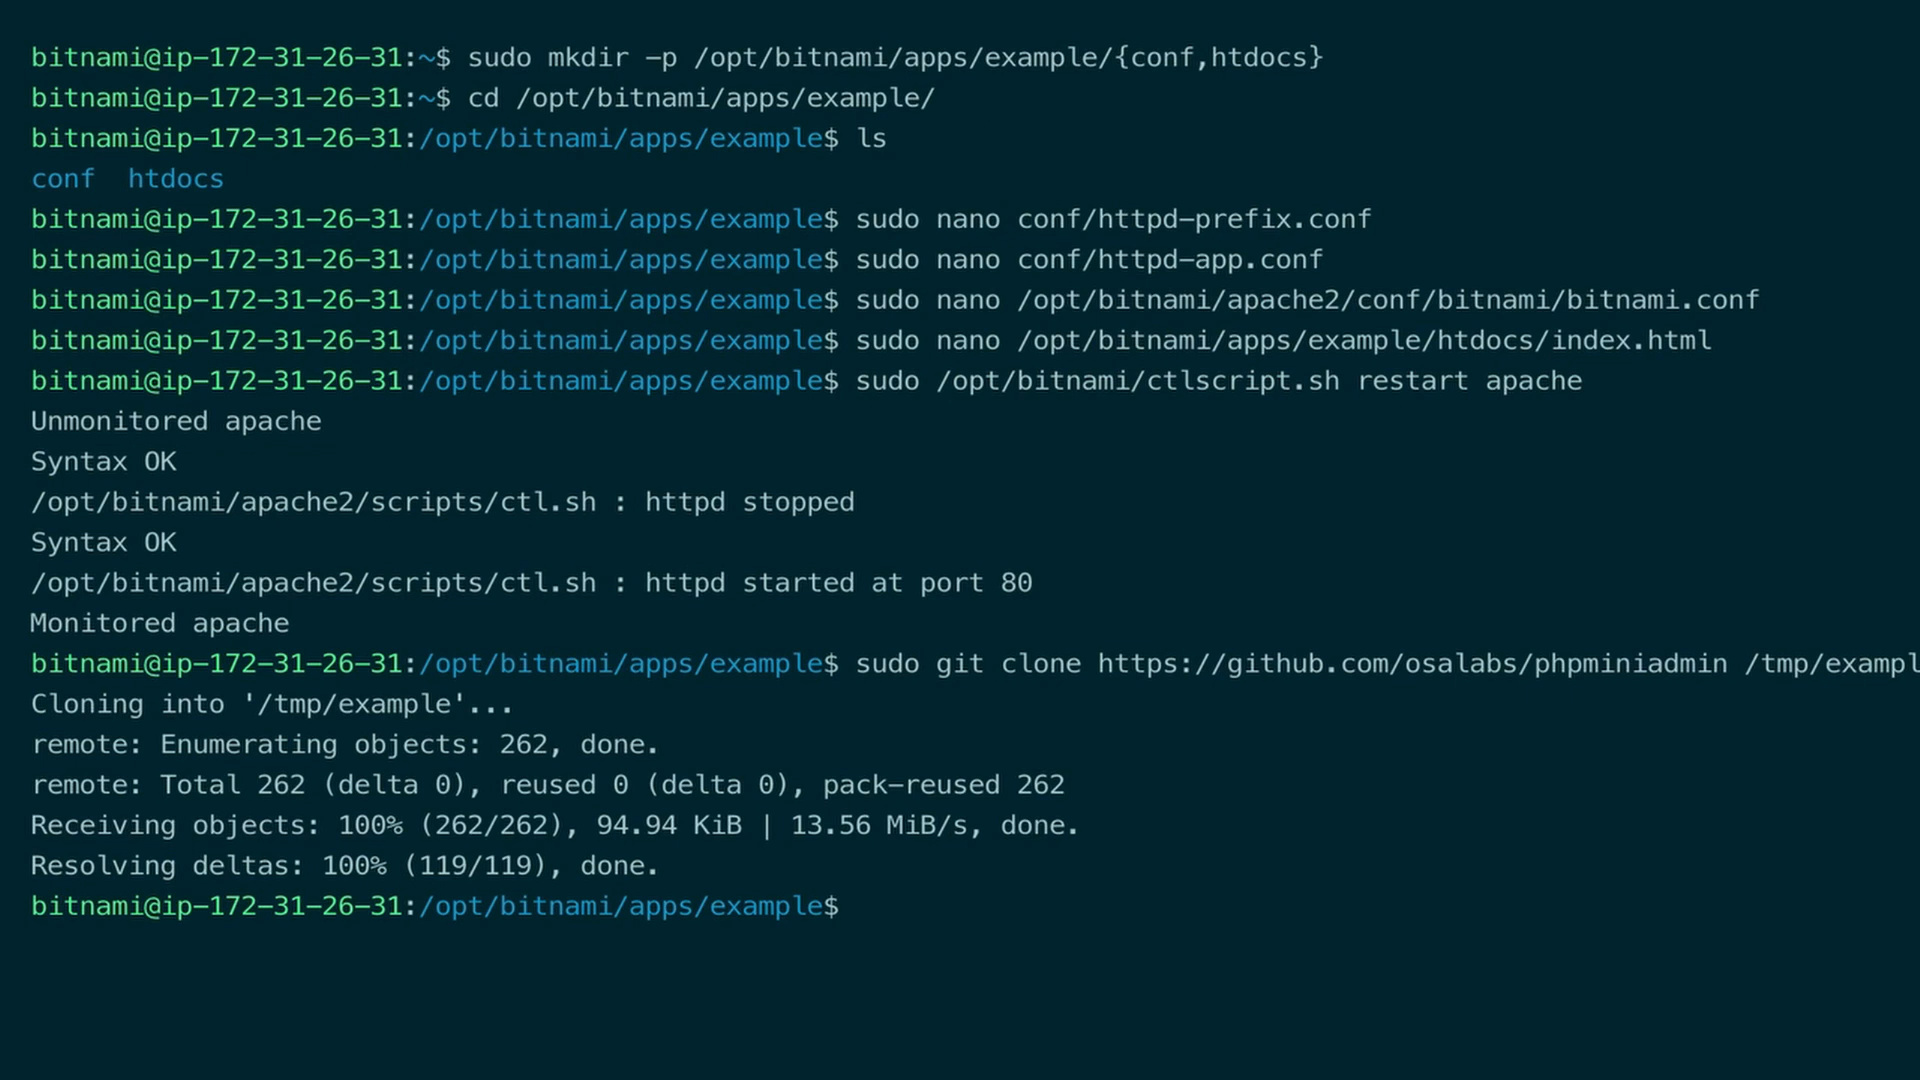 bitnami@ip-172-31-26-31:~$ sudo mkdir -p /opt/bitnami/apps/example/{conf,htdocs}
bitnami@ip-172-31-26-31:~$ cd /opt/bitnami/apps/example/
bitnami@ip-172-31-26-31:/opt/bitnami/apps/example$ ls
conf  htdocs
bitnami@ip-172-31-26-31:/opt/bitnami/apps/example$ sudo nano conf/httpd-prefix.conf
bitnami@ip-172-31-26-31:/opt/bitnami/apps/example$ sudo nano conf/httpd-app.conf
bitnami@ip-172-31-26-31:/opt/bitnami/apps/example$ sudo nano /opt/bitnami/apache2/conf/bitnami/bitnami.conf
bitnami@ip-172-31-26-31:/opt/bitnami/apps/example$ sudo nano /opt/bitnami/apps/example/htdocs/index.html
bitnami@ip-172-31-26-31:/opt/bitnami/apps/example$ sudo /opt/bitnami/ctlscript.sh restart apache
Unmonitored apache
Syntax OK
/opt/bitnami/apache2/scripts/ctl.sh : httpd stopped
Syntax OK
/opt/bitnami/apache2/scripts/ctl.sh : httpd started at port 80
Monitored apache
bitnami@ip-172-31-26-31:/opt/bitnami/apps/example$ sudo git clone https://github.com/osalabs/phpminiadmin /tmp/exampl
Cloning into '/tmp/example'...
remote: Enumerating objects: 262, done.
remote: Total 262 (delta 0), reused 0 (delta 0), pack-reused 262
Receiving objects: 100% (262/262), 94.94 KiB | 13.56 MiB/s, done.
Resolving deltas: 100% (119/119), done.
bitnami@ip-172-31-26-31:/opt/bitnami/apps/example$